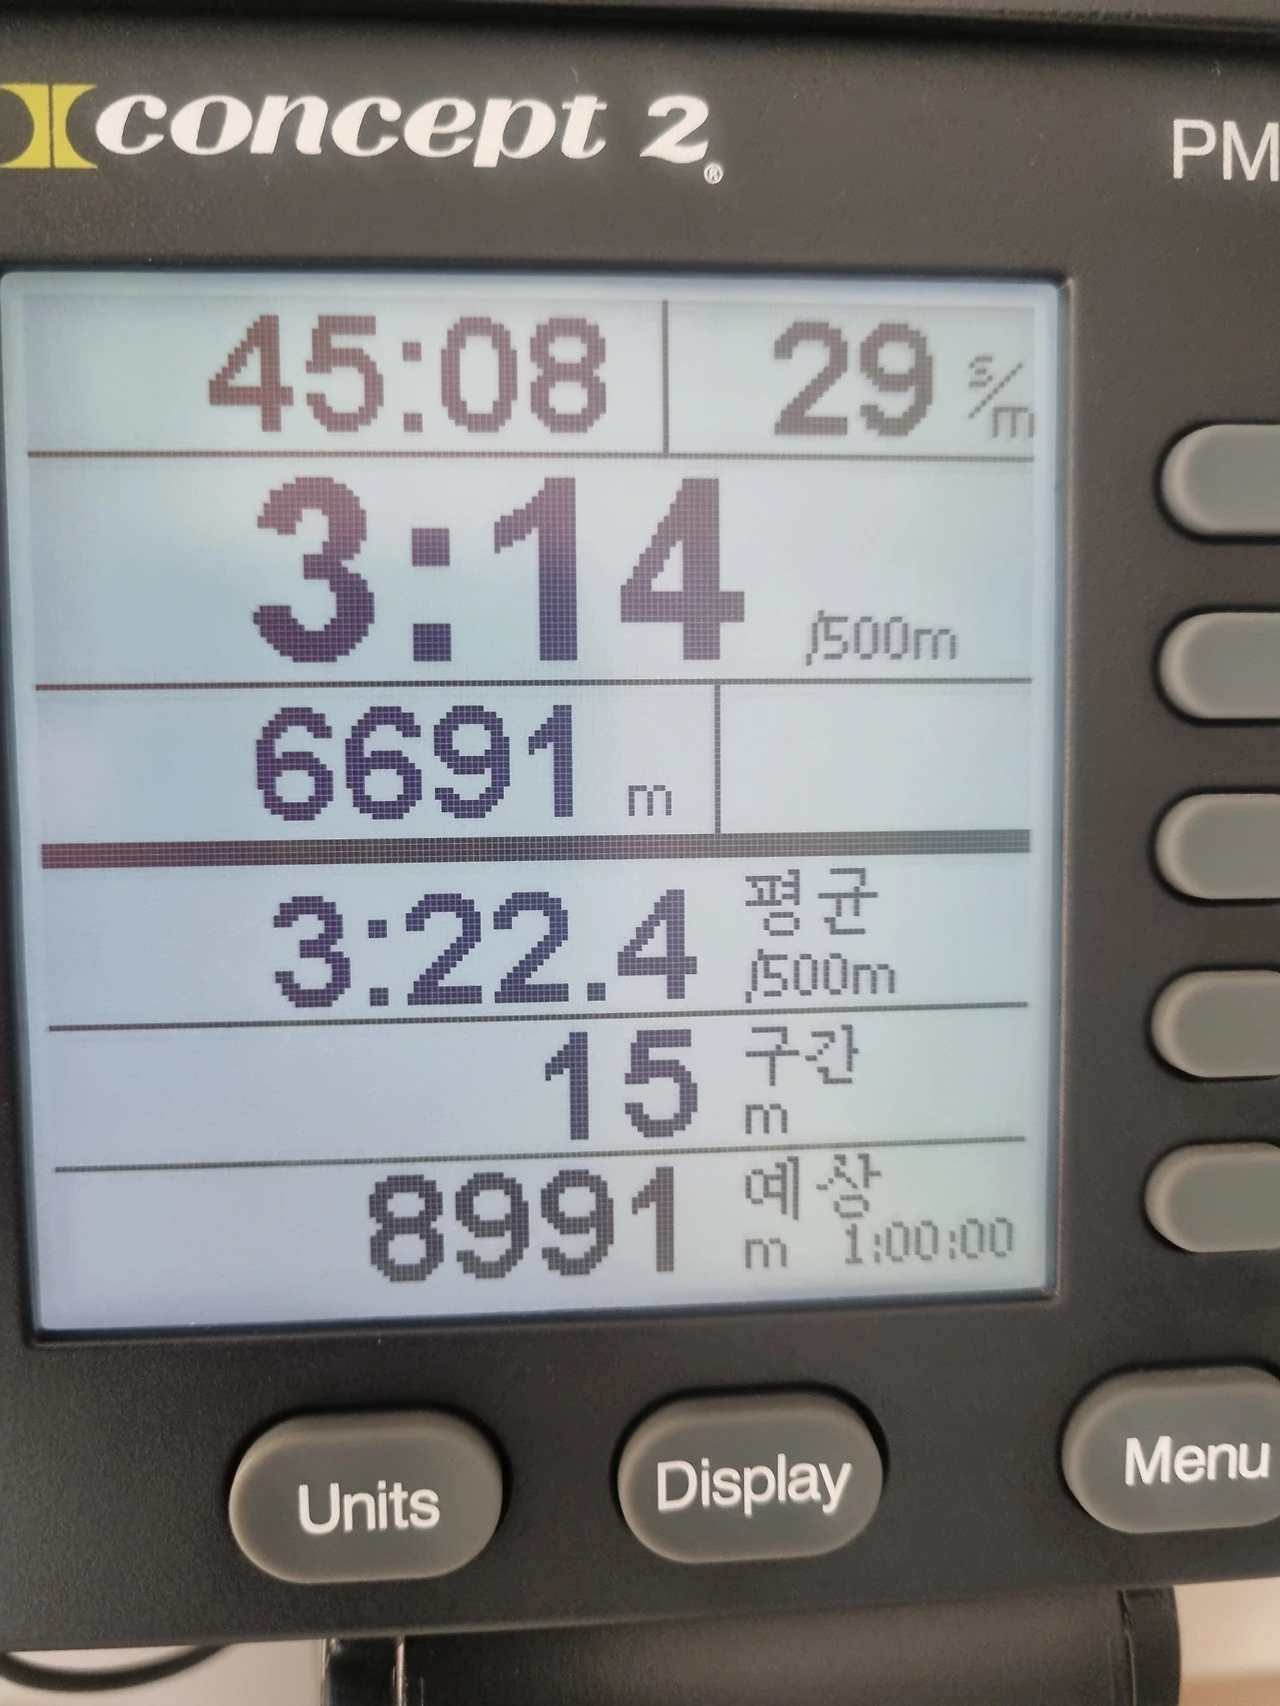 concept 2®
PM
45:08 29 s/m
3:14 /500m
6691 m
3:22.4 평균 /500m
15 구간 m
8991 예상 m 1:00:00
Units Display Menu